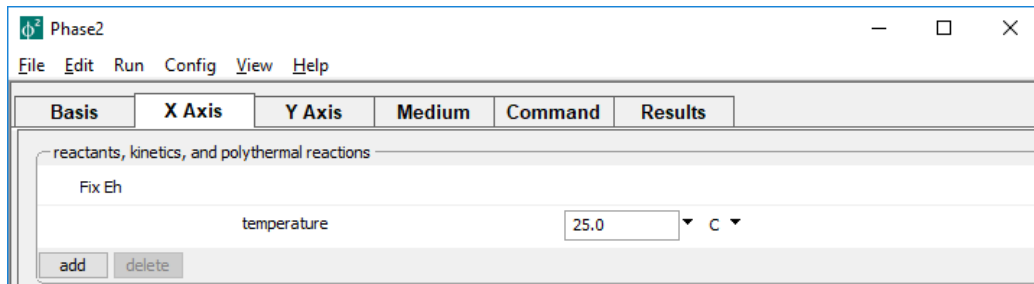 ϕ² Phase2
File Edit Run Config View Help
Basis X Axis Y Axis Medium Command Results
reactants, kinetics, and polythermal reactions
Fix Eh
temperature 25.0 C
add delete